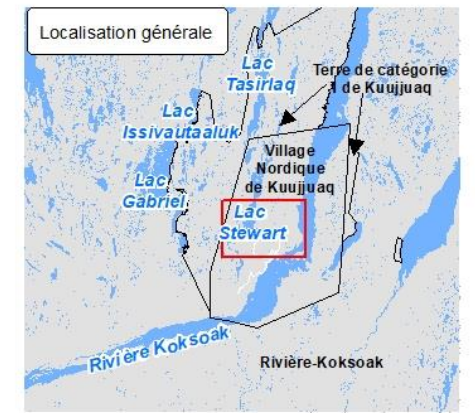 Localisation générale
Lac
Tasirlaq
Terre de catégorie
1 de Kuujjuaq
Lac
Issivautaaluk
Village
Nordique
de Kuujjuaq
Lac
Gabriel
Lac
Stewart
Rivière Koksoak
Rivière-Koksoak